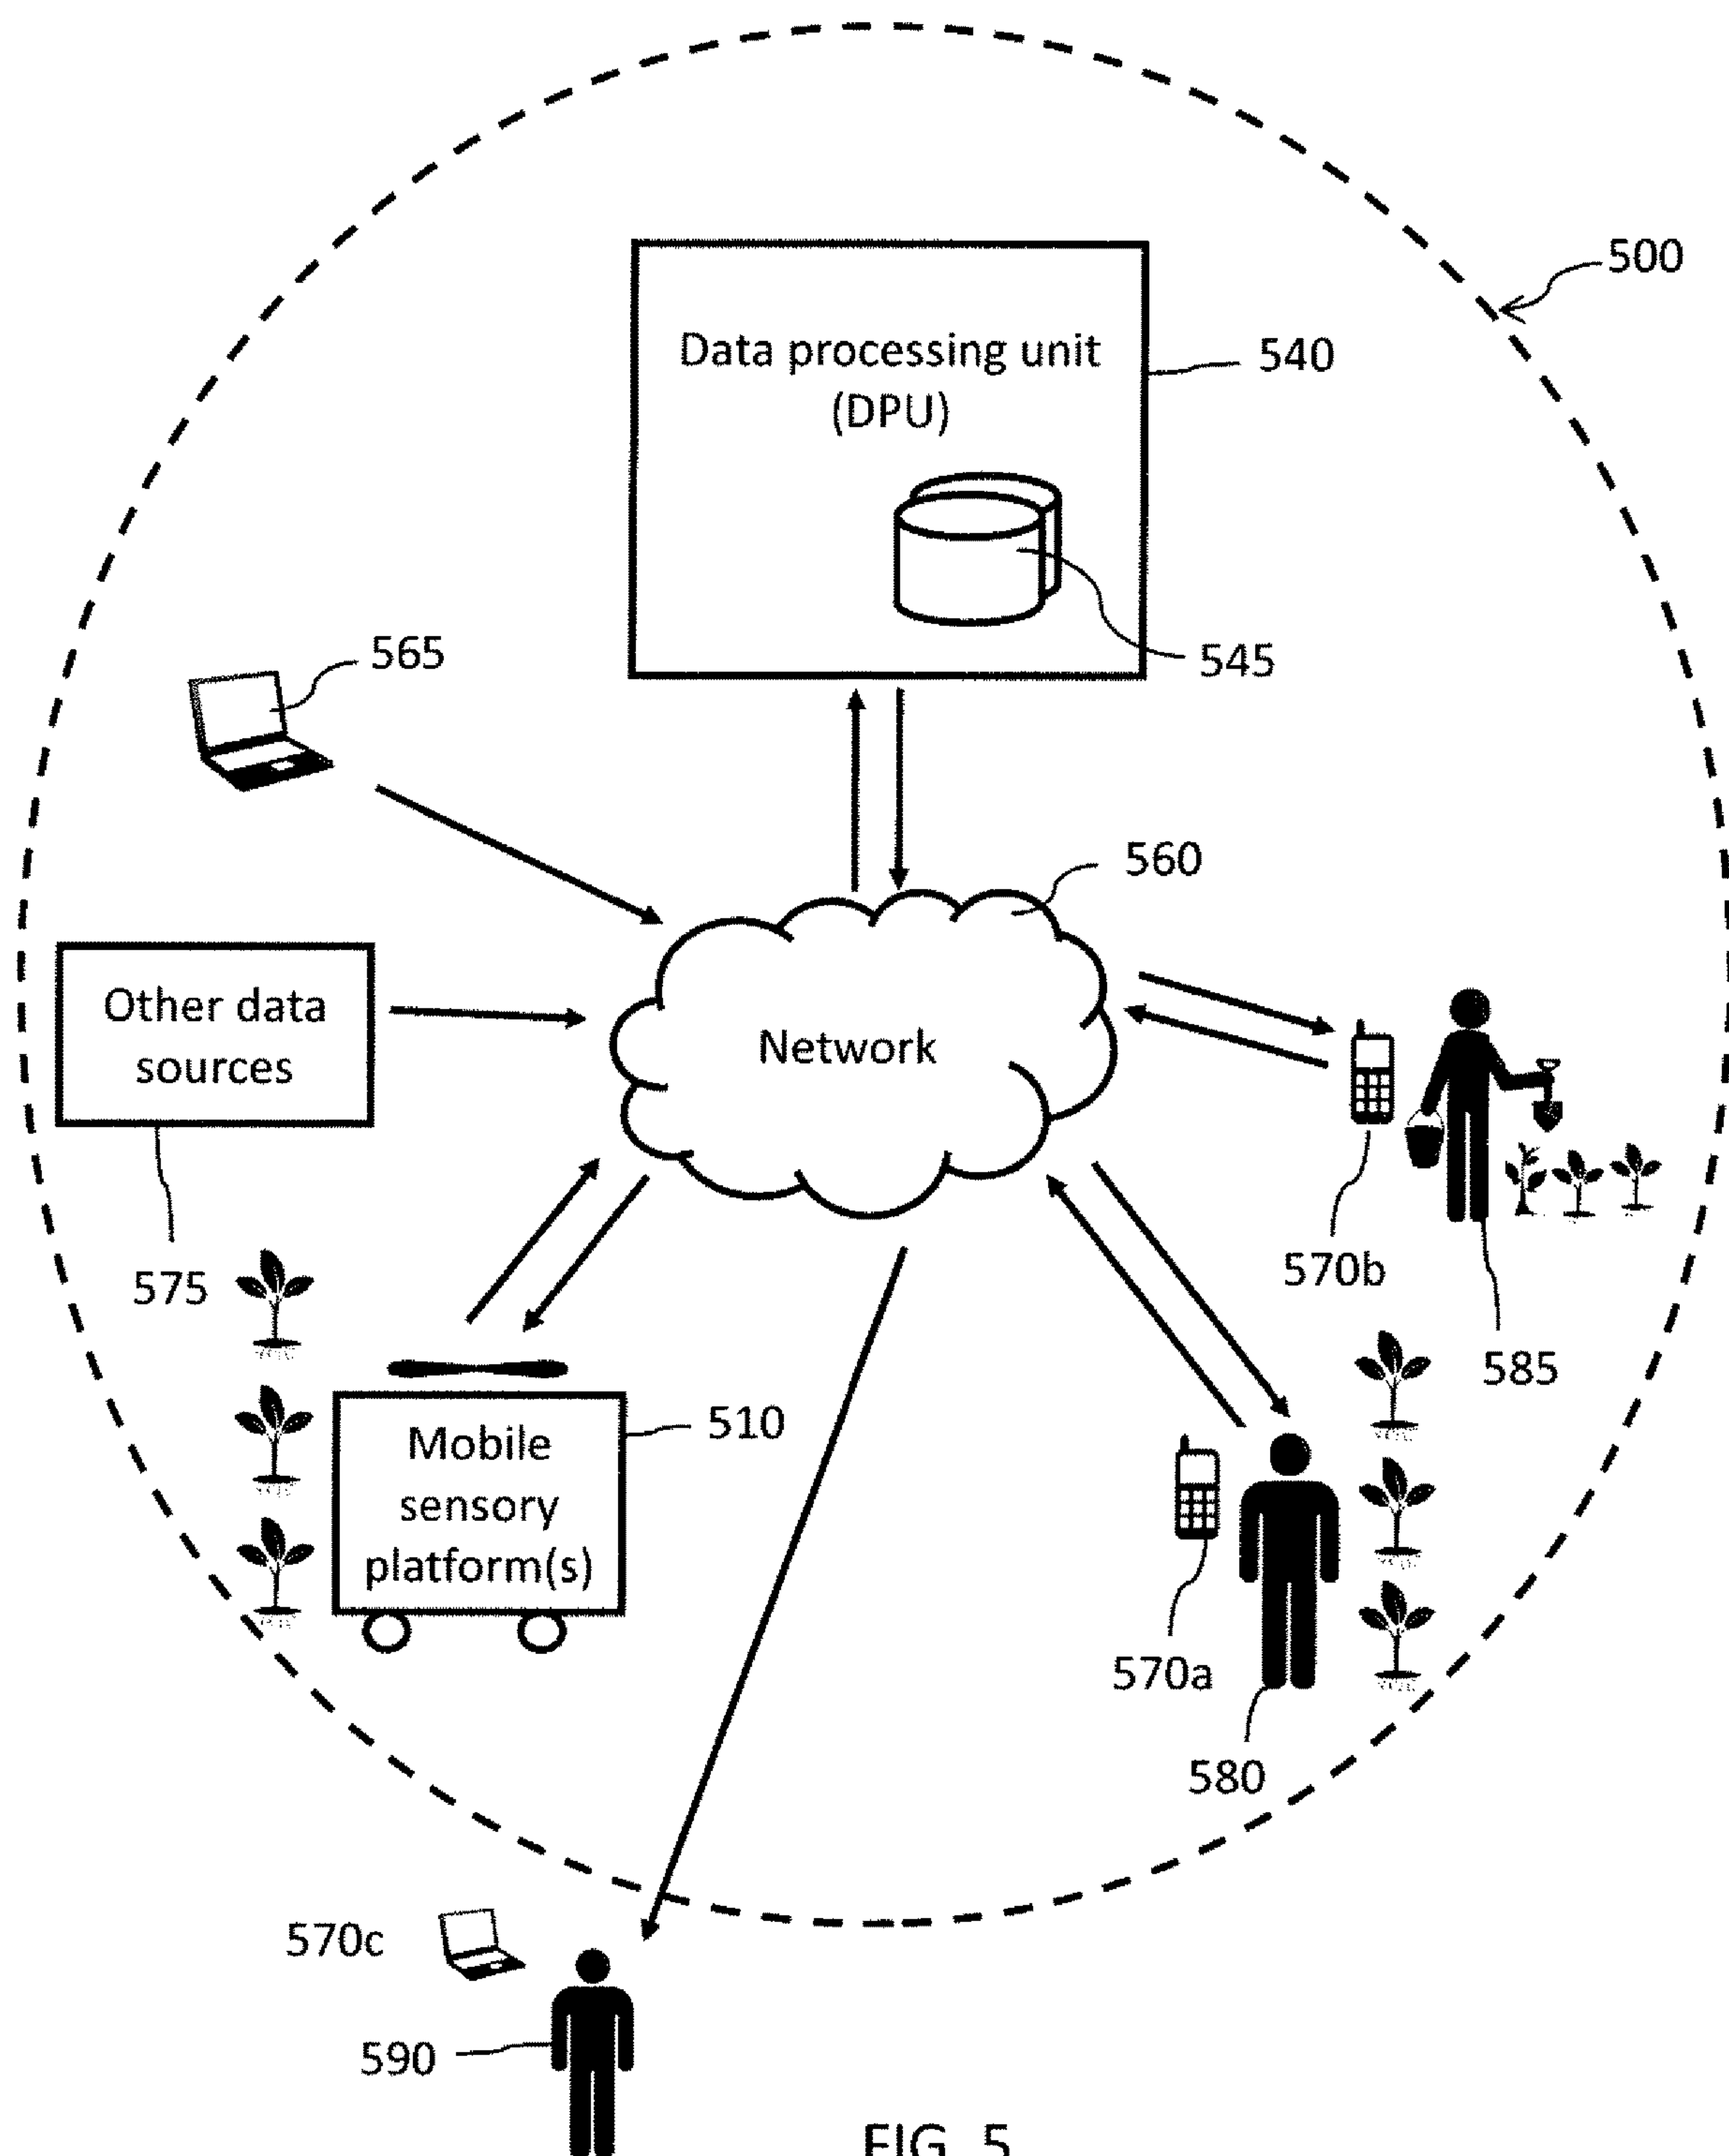 500
Data processing unit
(DPU)
540
545
565
560
Other data
sources
Network
575
570b
585
Mobile
sensory
platform(s)
510
570a
580
570c
590
FIG. 5